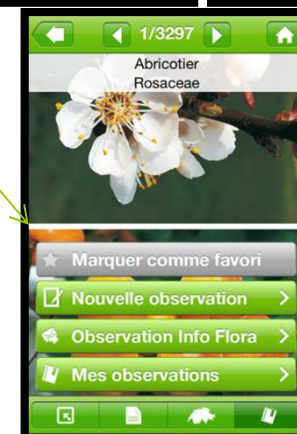 1/3297
Abricotier
Rosaceae
Marquer comme favori
Nouvelle observation
Observation Info Flora
Mes observations